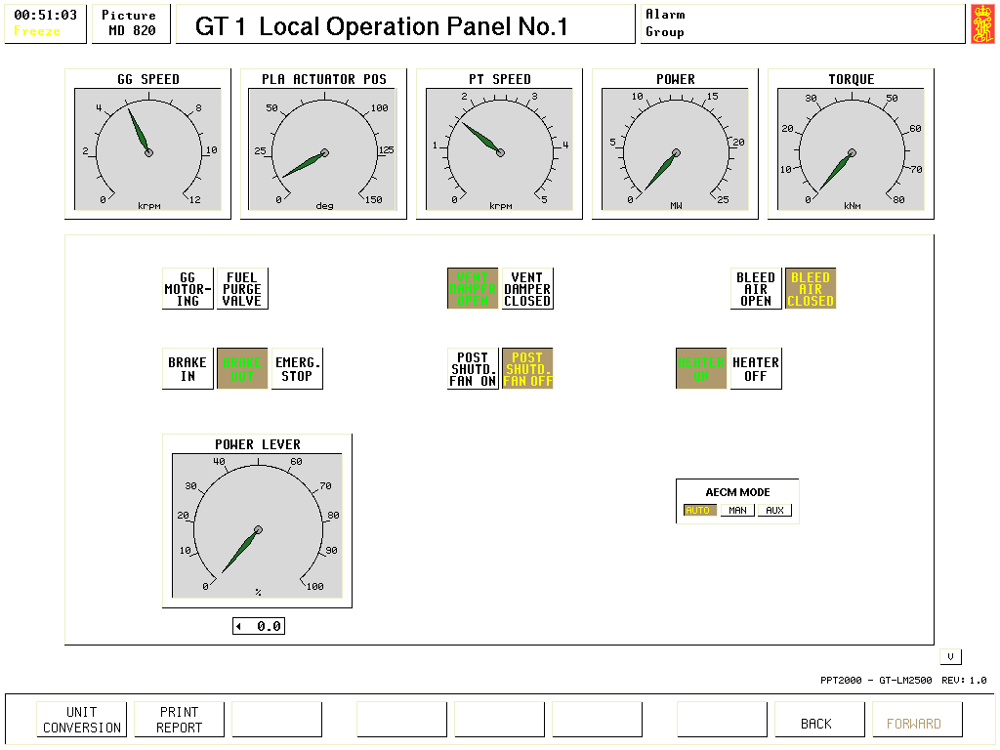 00:51:03
Freeze
Picture
MD 820
GT 1 Local Operation Panel No.1
Alarm
Group
GG SPEED
4 8
2 10
0 12
krpm
PLA ACTUATOR POS
50 100
25 125
0 150
deg
PT SPEED
2 3
1 4
0 5
krpm
POWER
10 15
5 20
0 25
MW
TORQUE
30 50
20 60
10 70
0 80
kNm
GG
MOTOR-
ING
FUEL
PURGE
VALVE
VENT
DAMPER
OPEN
VENT
DAMPER
CLOSED
BLEED
AIR
OPEN
BLEED
AIR
CLOSED
BRAKE
IN
BRAKE
OUT
EMERG.
STOP
POST
SHUTD.
FAN ON
POST
SHUTD.
FAN OFF
HEATER
ON
HEATER
OFF
POWER LEVER
40 60
30 70
20 80
10 90
0 100
%
0.0
AECM MODE
AUTO MAN AUX
V
PPT2000 - GT-LM2500 REV: 1.0
UNIT
CONVERSION
PRINT
REPORT
BACK
FORWARD